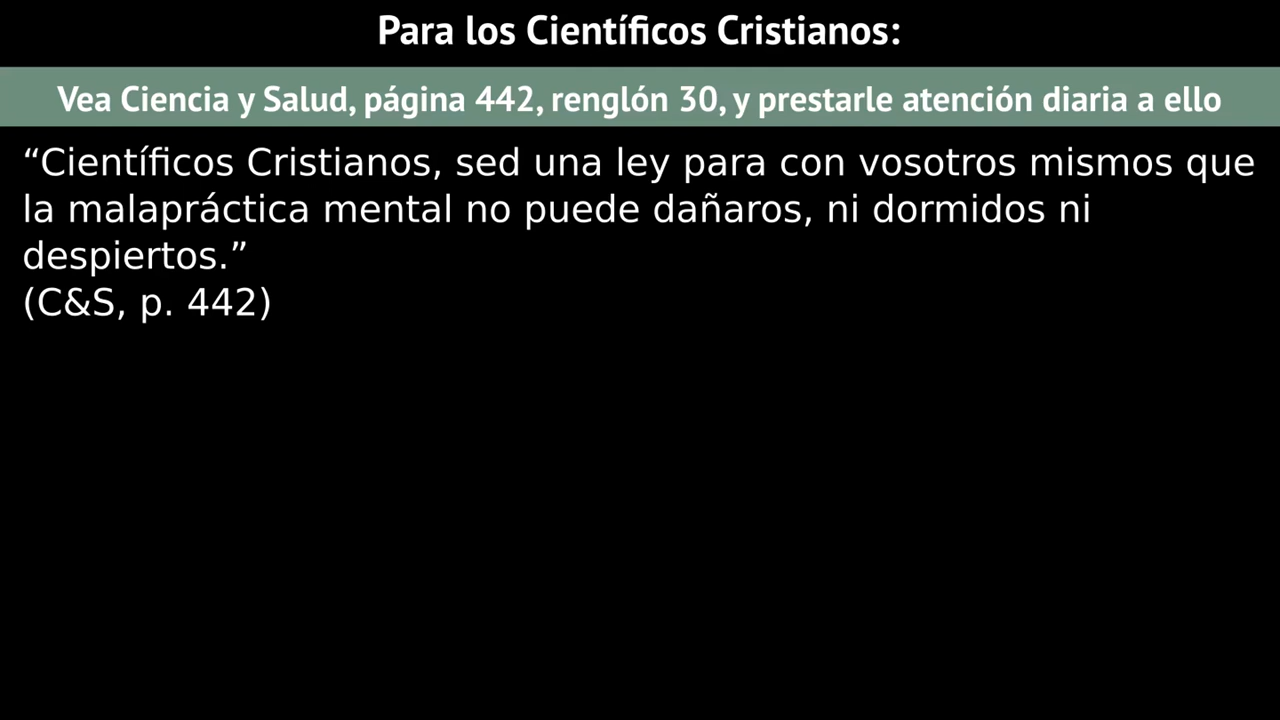 Para los Científicos Cristianos:
Vea Ciencia y Salud, página 442, renglón 30, y prestarle atención diaria a ello
“Científicos Cristianos, sed una ley para con vosotros mismos que
la malapráctica mental no puede dañaros, ni dormidos ni
despiertos.”
(C&S, p. 442)